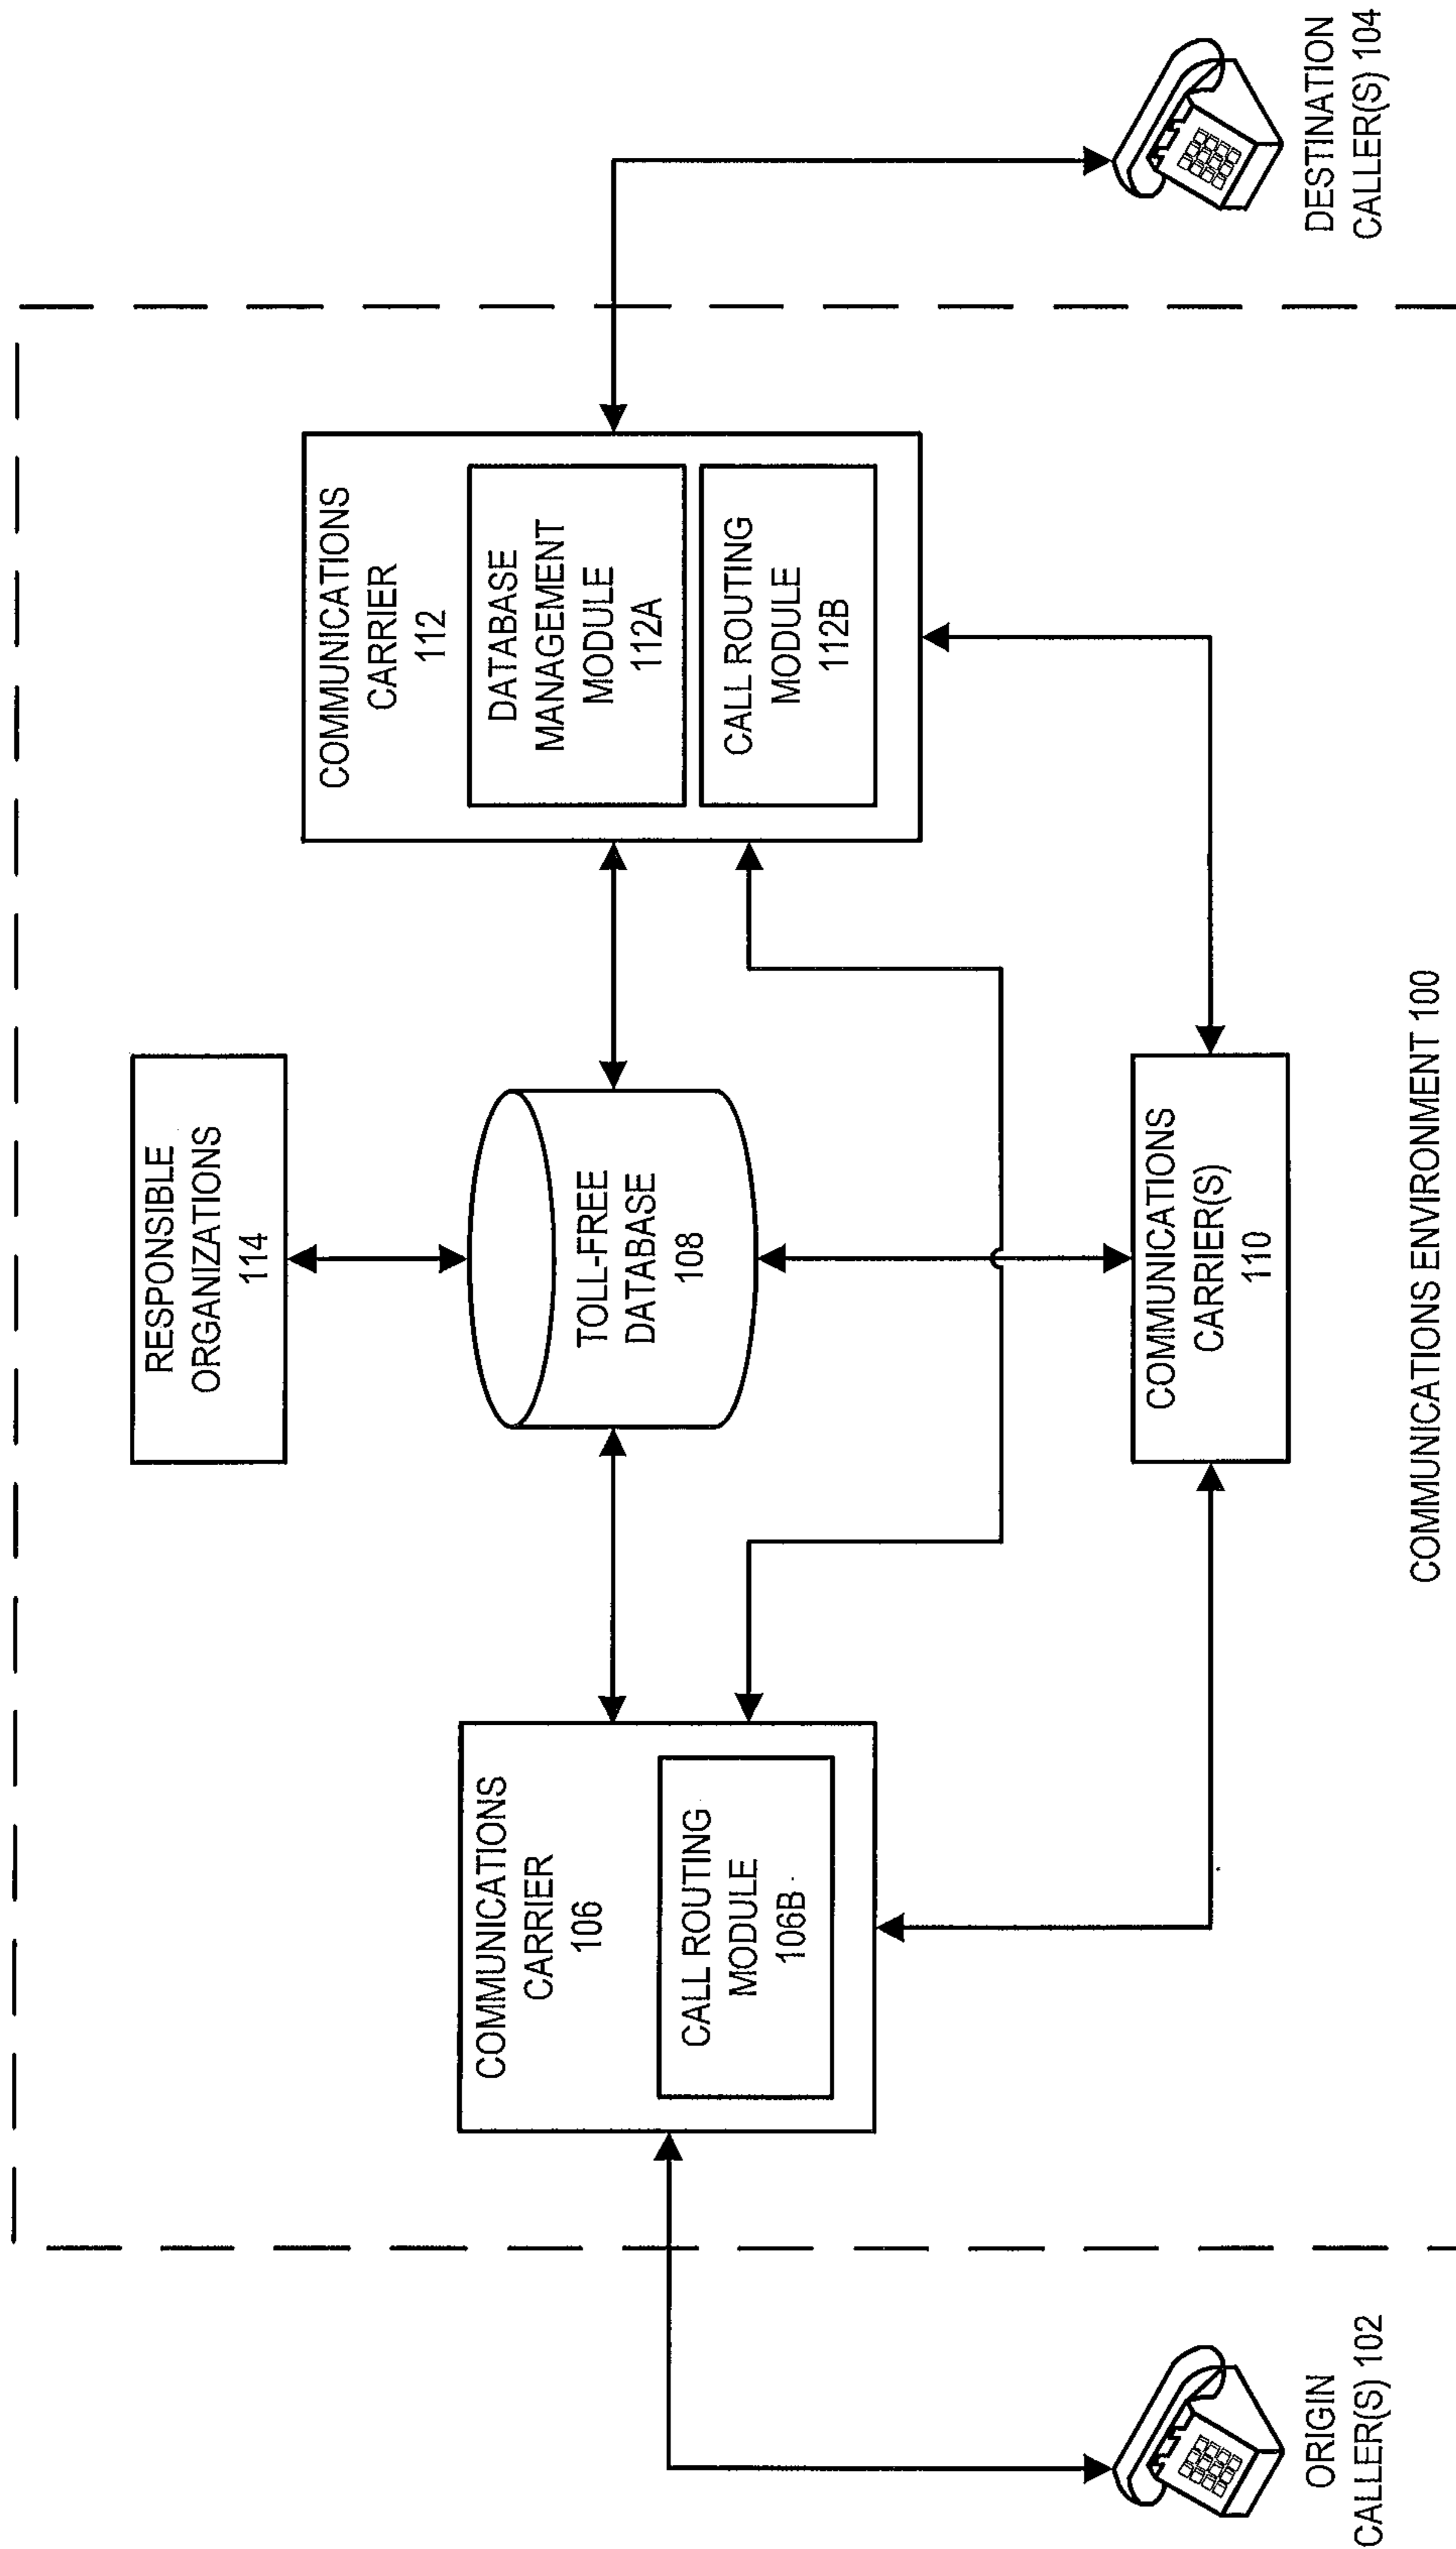 RESPONSIBLE
ORGANIZATIONS
114
COMMUNICATIONS
CARRIER
112
DATABASE
MANAGEMENT
MODULE
112A
CALL ROUTING
MODULE
112B
TOLL-FREE
DATABASE
108
COMMUNICATIONS
CARRIER
106
CALL ROUTING
MODULE
106B
COMMUNICATIONS
CARRIER(S)
110
ORIGIN
CALLER(S) 102
DESTINATION
CALLER(S) 104
COMMUNICATIONS ENVIRONMENT 100